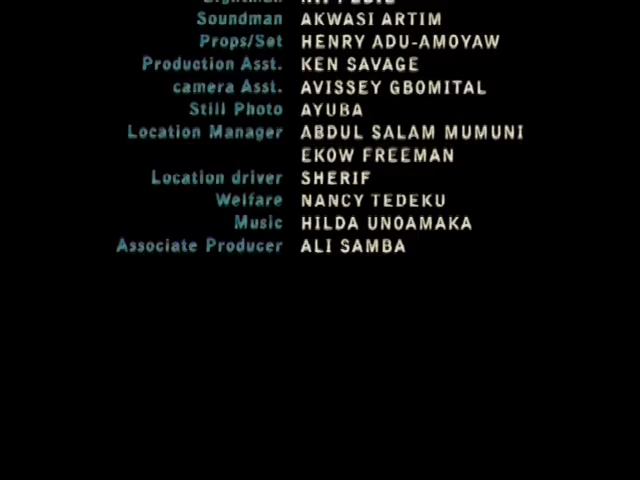 Soundman AKWASI ARTIM
Props/Set HENRY ADU-AMOYAW
Production Asst. KEN SAVAGE
camera Asst. AVISSEY GBOMITAL
Still Photo AYUBA
Location Manager ABDUL SALAM MUMUNI
EKOW FREEMAN
Location driver SHERIF
Welfare NANCY TEDEKU
Music HILDA UNOAMAKA
Associate Producer ALI SAMBA